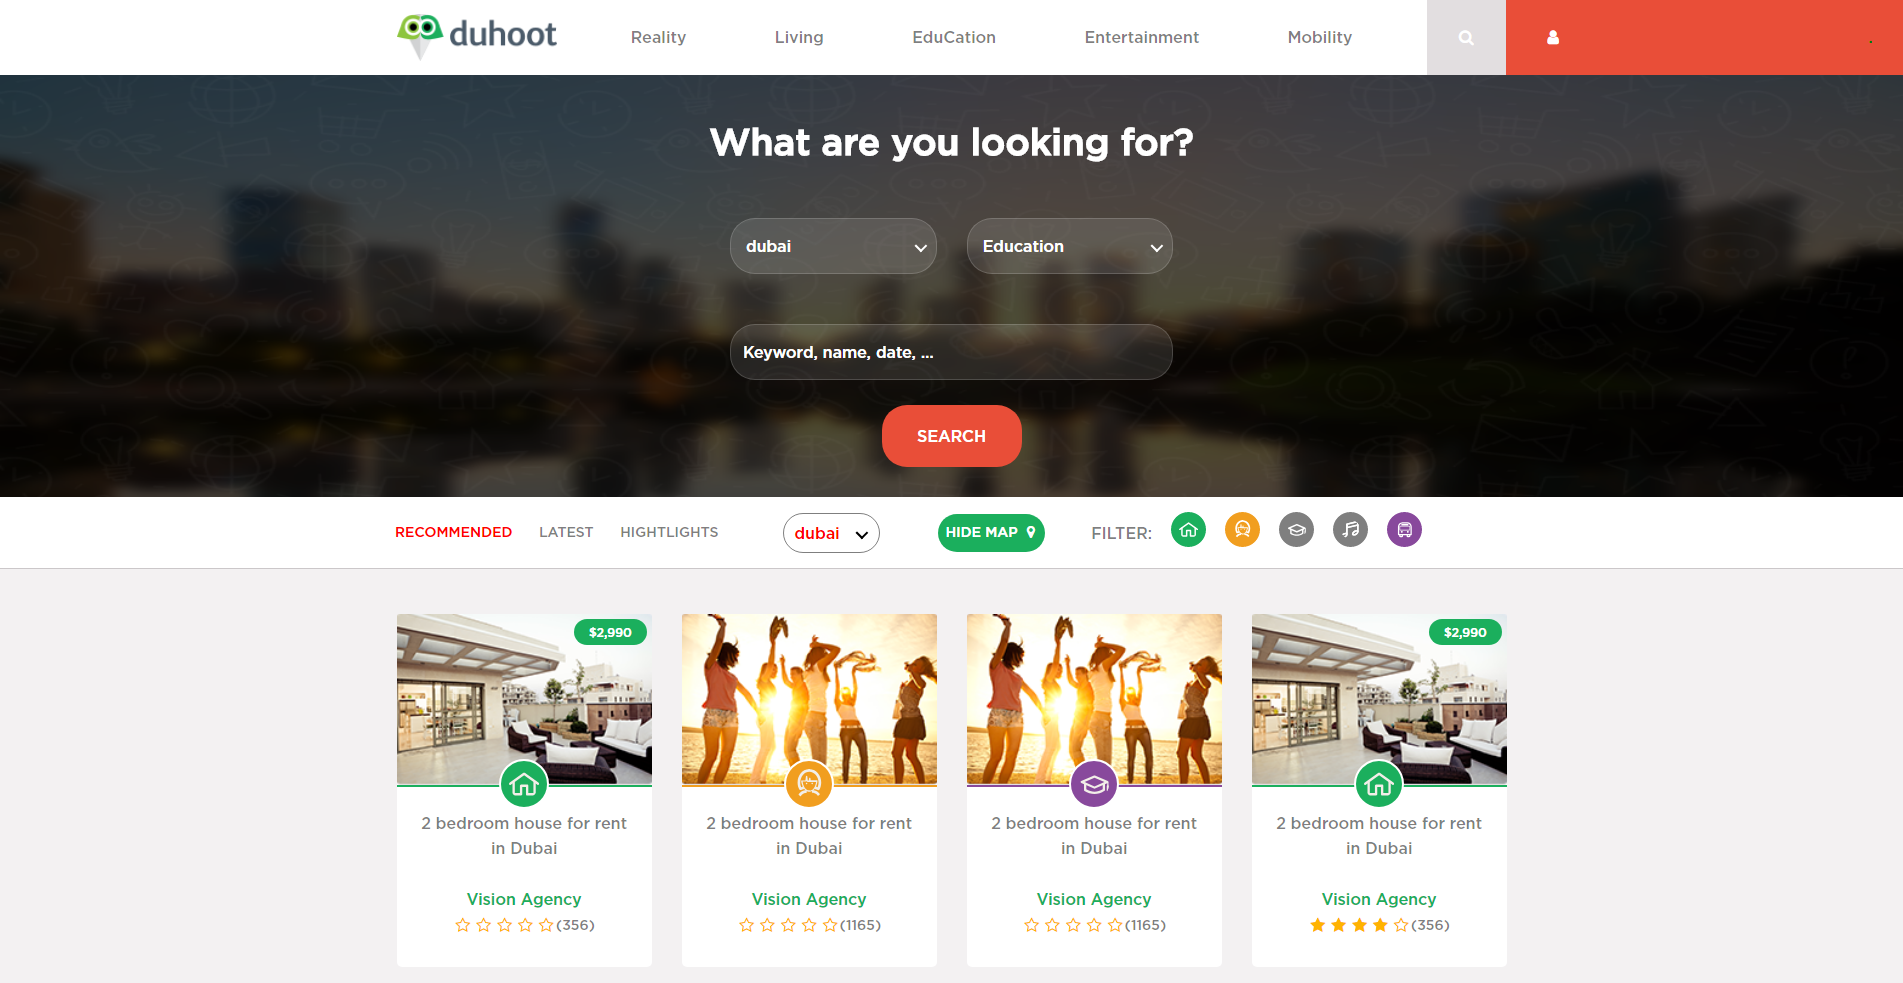 duhoot
Reality
Living
EduCation
Entertainment
Mobility
What are you looking for?
dubai
Education
Keyword, name, date, ...
SEARCH
RECOMMENDED
LATEST
HIGHTLIGHTS
dubai
HIDE MAP
FILTER:
$2,990
2 bedroom house for rent
in Dubai
Vision Agency
(356)
2 bedroom house for rent
in Dubai
Vision Agency
(1165)
2 bedroom house for rent
in Dubai
Vision Agency
(1165)
$2,990
2 bedroom house for rent
in Dubai
Vision Agency
(356)